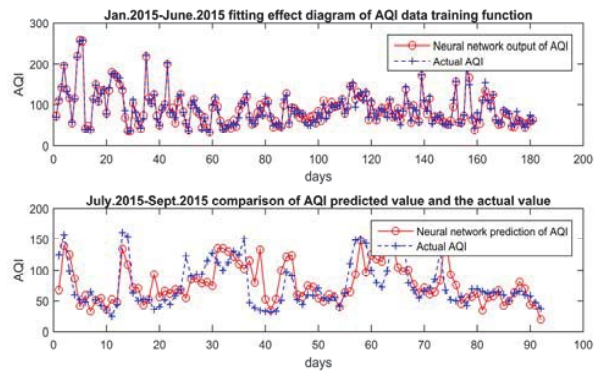 Jan.2015-June.2015 fitting effect diagram of AQI data training function
300
200
100
0
AQI
Neural network output of AQI
Actual AQI
0 20 40 60 80 100 120 140 160 180 200
days
July.2015-Sept.2015 comparison of AQI predicted value and the actual value
200
150
100
50
0
AQI
Neural network prediction of AQI
Actual AQI
0 10 20 30 40 50 60 70 80 90 100
days